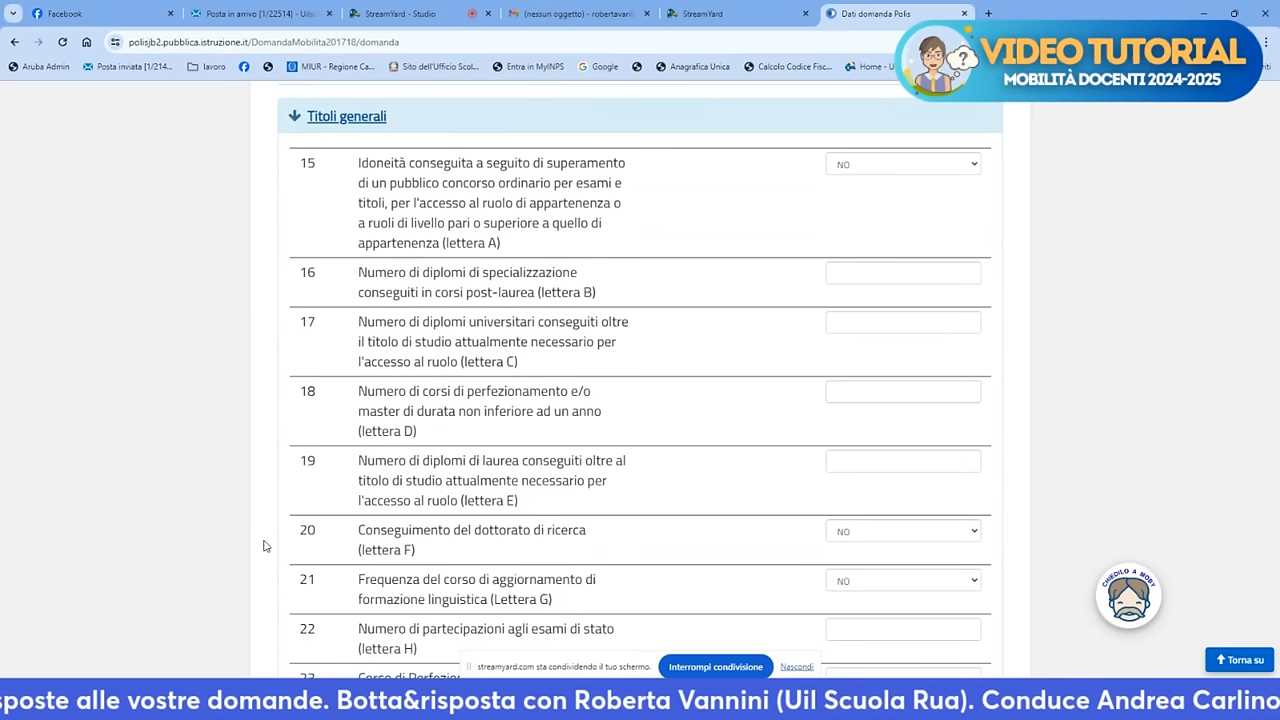 Facebook
Posta in arrivo [1/22514] - Uilsc
StreamYard - Studio
(nessun oggetto) - robertavant
StreamYard
Dati domanda Polis
polisjb2.pubblica.istruzione.it/DomandaMobilita201718/domanda
Aruba Admin
Posta inviata [1/214...
lavoro
MIUR - Regione Ca...
Sito dell'Ufficio Scol...
Entra in MyINPS
Google
Anagrafica Unica
Calcolo Codice Fisc...
Home - U
VIDEO TUTORIAL
MOBILITÀ DOCENTI 2024-2025
Titoli generali
15 Idoneità conseguita a seguito di superamento NO
di un pubblico concorso ordinario per esami e
titoli, per l'accesso al ruolo di appartenenza o
a ruoli di livello pari o superiore a quello di
appartenenza (lettera A)
16 Numero di diplomi di specializzazione
conseguiti in corsi post-laurea (lettera B)
17 Numero di diplomi universitari conseguiti oltre
il titolo di studio attualmente necessario per
l'accesso al ruolo (lettera C)
18 Numero di corsi di perfezionamento e/o
master di durata non inferiore ad un anno
(lettera D)
19 Numero di diplomi di laurea conseguiti oltre al
titolo di studio attualmente necessario per
l'accesso al ruolo (lettera E)
20 Conseguimento del dottorato di ricerca NO
(lettera F)
21 Frequenza del corso di aggiornamento di NO
formazione linguistica (Lettera G)
22 Numero di partecipazioni agli esami di stato
(lettera H)
CHIEDILO A MOBY
streamyard.com sta condividendo il tuo schermo. Interrompi condivisione Nascondi
Torna su
23 Corso di Perfezio
sposte alle vostre domande. Botta&risposta con Roberta Vannini (Uil Scuola Rua). Conduce Andrea Carlino